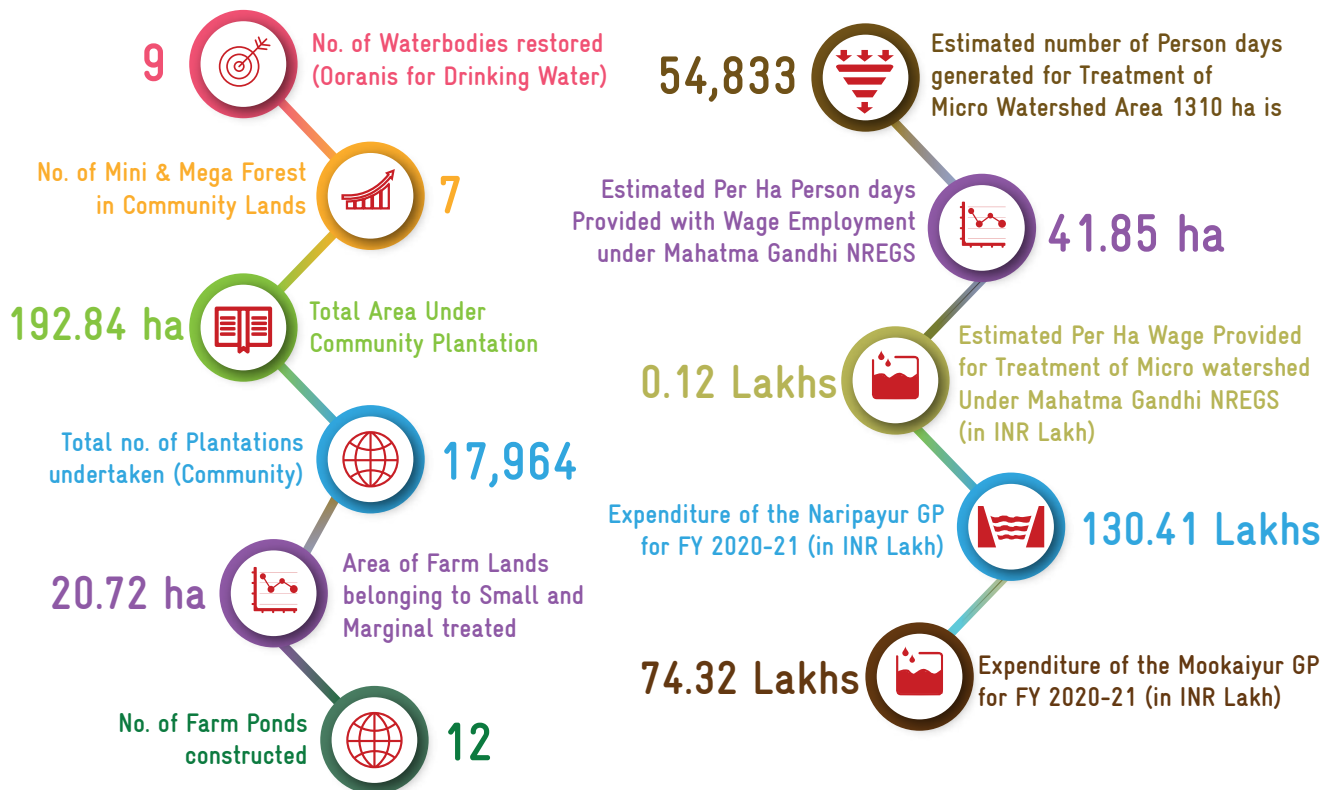 9
No. of Waterbodies restored
(Ooranis for Drinking Water)
No. of Mini & Mega Forest
in Community Lands
7
192.84 ha
Total Area Under
Community Plantation
Total no. of Plantations
undertaken (Community)
17,964
20.72 ha
Area of Farm Lands
belonging to Small and
Marginal treated
No. of Farm Ponds
constructed
12
54,833
Estimated number of Person days
generated for Treatment of
Micro Watershed Area 1310 ha is
Estimated Per Ha Person days
Provided with Wage Employment
under Mahatma Gandhi NREGS
41.85 ha
0.12 Lakhs
Estimated Per Ha Wage Provided
for Treatment of Micro watershed
Under Mahatma Gandhi NREGS
(in INR Lakh)
Expenditure of the Naripayur GP
for FY 2020-21 (in INR Lakh)
130.41 Lakhs
74.32 Lakhs
Expenditure of the Mookaiyur GP
for FY 2020-21 (in INR Lakh)